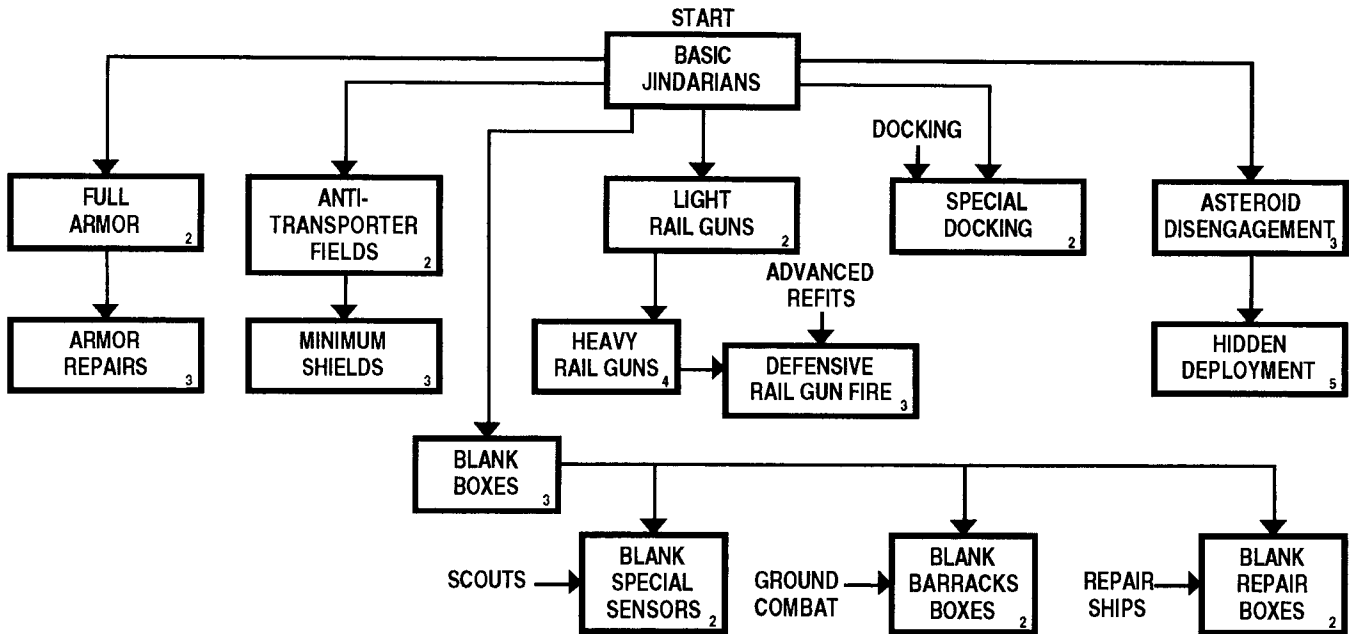 START
BASIC
JINDARIANS
DOCKING
FULL
ARMOR
2
ANTI-
TRANSPORTER
FIELDS
2
LIGHT
RAIL GUNS
2
SPECIAL
DOCKING
2
ASTEROID
DISENGAGEMENT
3
ADVANCED
REFITS
ARMOR
REPAIRS
3
MINIMUM
SHIELDS
3
HEAVY
RAIL GUNS
4
DEFENSIVE
RAIL GUN FIRE
3
HIDDEN
DEPLOYMENT
5
BLANK
BOXES
3
SCOUTS
BLANK
SPECIAL
SENSORS
2
GROUND
COMBAT
BLANK
BARRACKS
BOXES
2
REPAIR
SHIPS
BLANK
REPAIR
BOXES
2